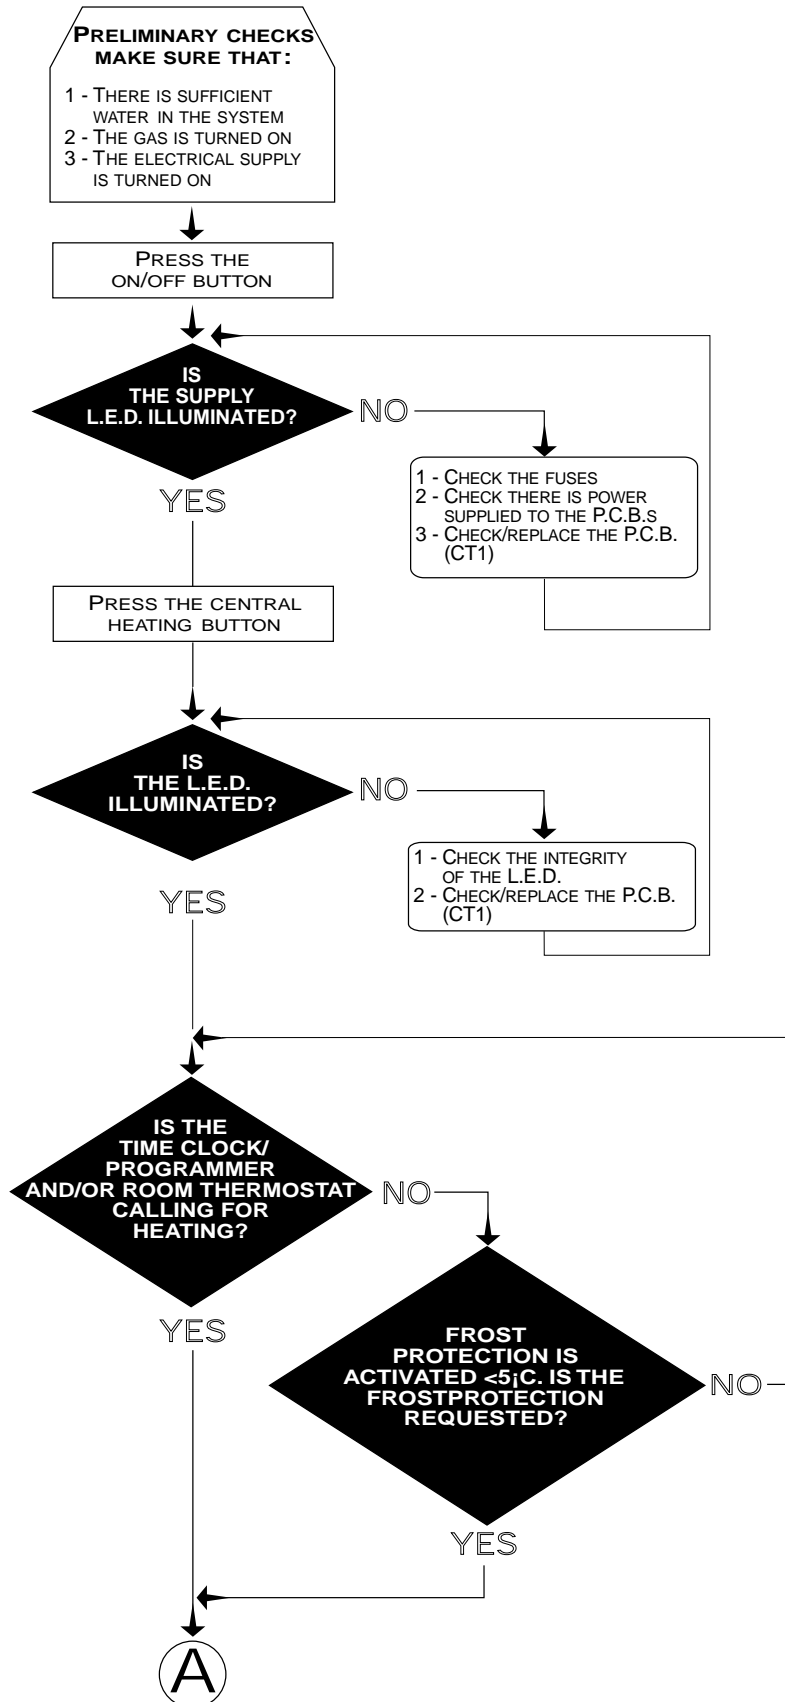 PRELIMINARY CHECKS
MAKE SURE THAT:
1 - THERE IS SUFFICIENT
WATER IN THE SYSTEM
2 - THE GAS IS TURNED ON
3 - THE ELECTRICAL SUPPLY
IS TURNED ON
PRESS THE
ON/OFF BUTTON
IS
THE SUPPLY
L.E.D. ILLUMINATED?
NO
1 - CHECK THE FUSES
2 - CHECK THERE IS POWER
SUPPLIED TO THE P.C.B.S
3 - CHECK/REPLACE THE P.C.B.
(CT1)
YES
PRESS THE CENTRAL
HEATING BUTTON
IS
THE L.E.D.
ILLUMINATED?
NO
1 - CHECK THE INTEGRITY
OF THE L.E.D.
2 - CHECK/REPLACE THE P.C.B.
(CT1)
YES
IS THE
TIME CLOCK/
PROGRAMMER
AND/OR ROOM THERMOSTAT
CALLING FOR
HEATING?
NO
YES
FROST
PROTECTION IS
ACTIVATED <5¡C. IS THE
FROSTPROTECTION
REQUESTED?
NO
YES
A